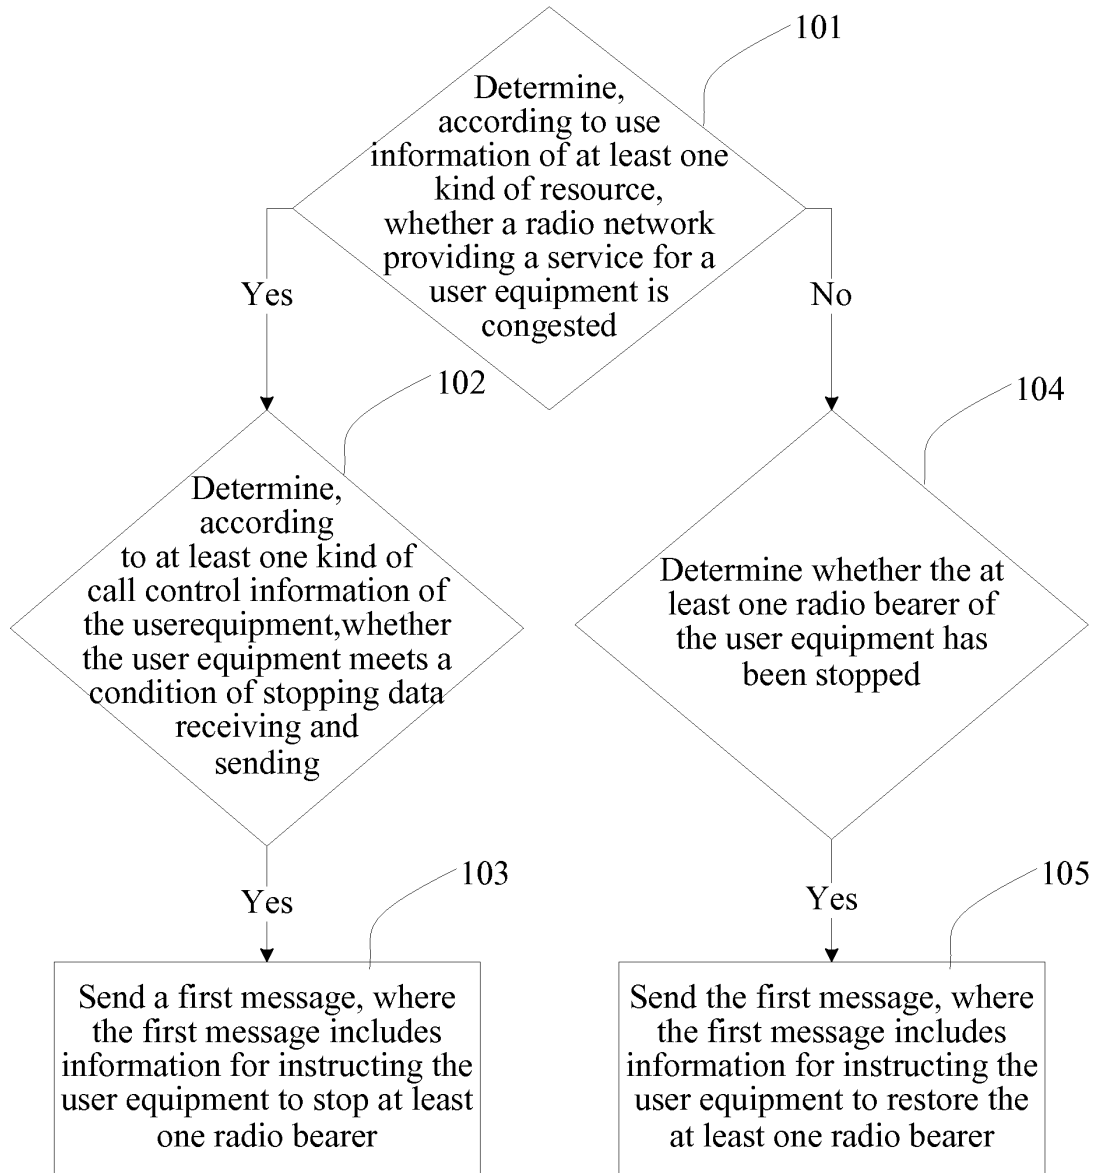 101
Determine,
according to use
information of at least one
kind of resource,
whether a radio network
providing a service for a
user equipment is
congested
Yes
No
102
Determine,
according
to at least one kind of
call control information of
the userequipment,whether
the user equipment meets a
condition of stopping data
receiving and
sending
104
Determine whether the at
least one radio bearer of
the user equipment has
been stopped
Yes
103
Send a first message, where
the first message includes
information for instructing the
user equipment to stop at least
one radio bearer
Yes
105
Send the first message, where
the first message includes
information for instructing the
user equipment to restore the
at least one radio bearer